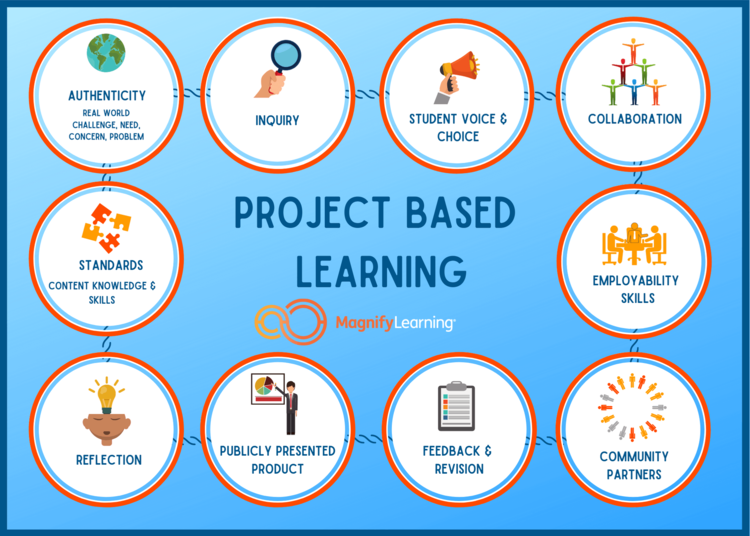 AUTHENTICITY
REAL WORLD
CHALLENGE, NEED,
CONCERN, PROBLEM
INQUIRY
STUDENT VOICE &
CHOICE
COLLABORATION
STANDARDS
CONTENT KNOWLEDGE &
SKILLS
PROJECT BASED
LEARNING
MagnifyLearning
EMPLOYABILITY
SKILLS
REFLECTION
PUBLICLY PRESENTED
PRODUCT
FEEDBACK &
REVISION
COMMUNITY
PARTNERS